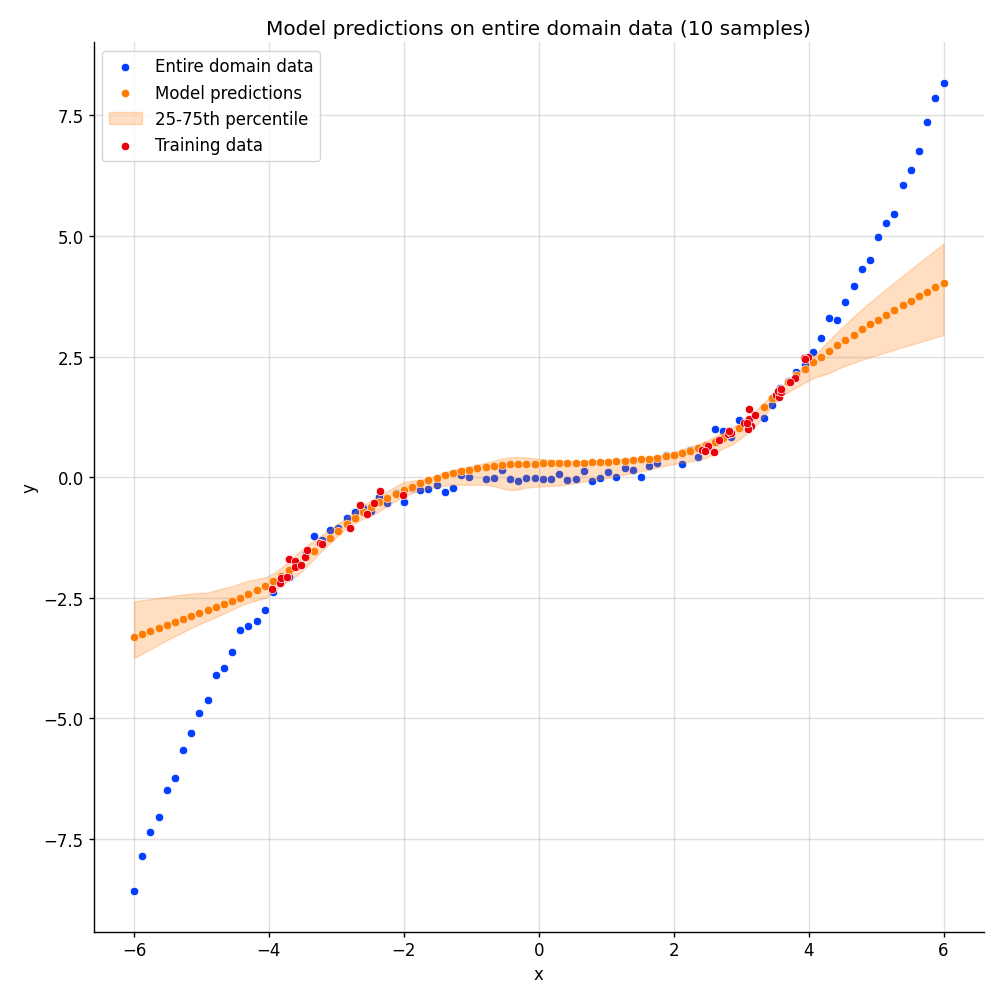 Model predictions on entire domain data (10 samples)
Entire domain data
Model predictions
25-75th percentile
Training data
7.5
5.0
2.5
0.0
−2.5
−5.0
−7.5
y
−6 −4 −2 0 2 4 6
x